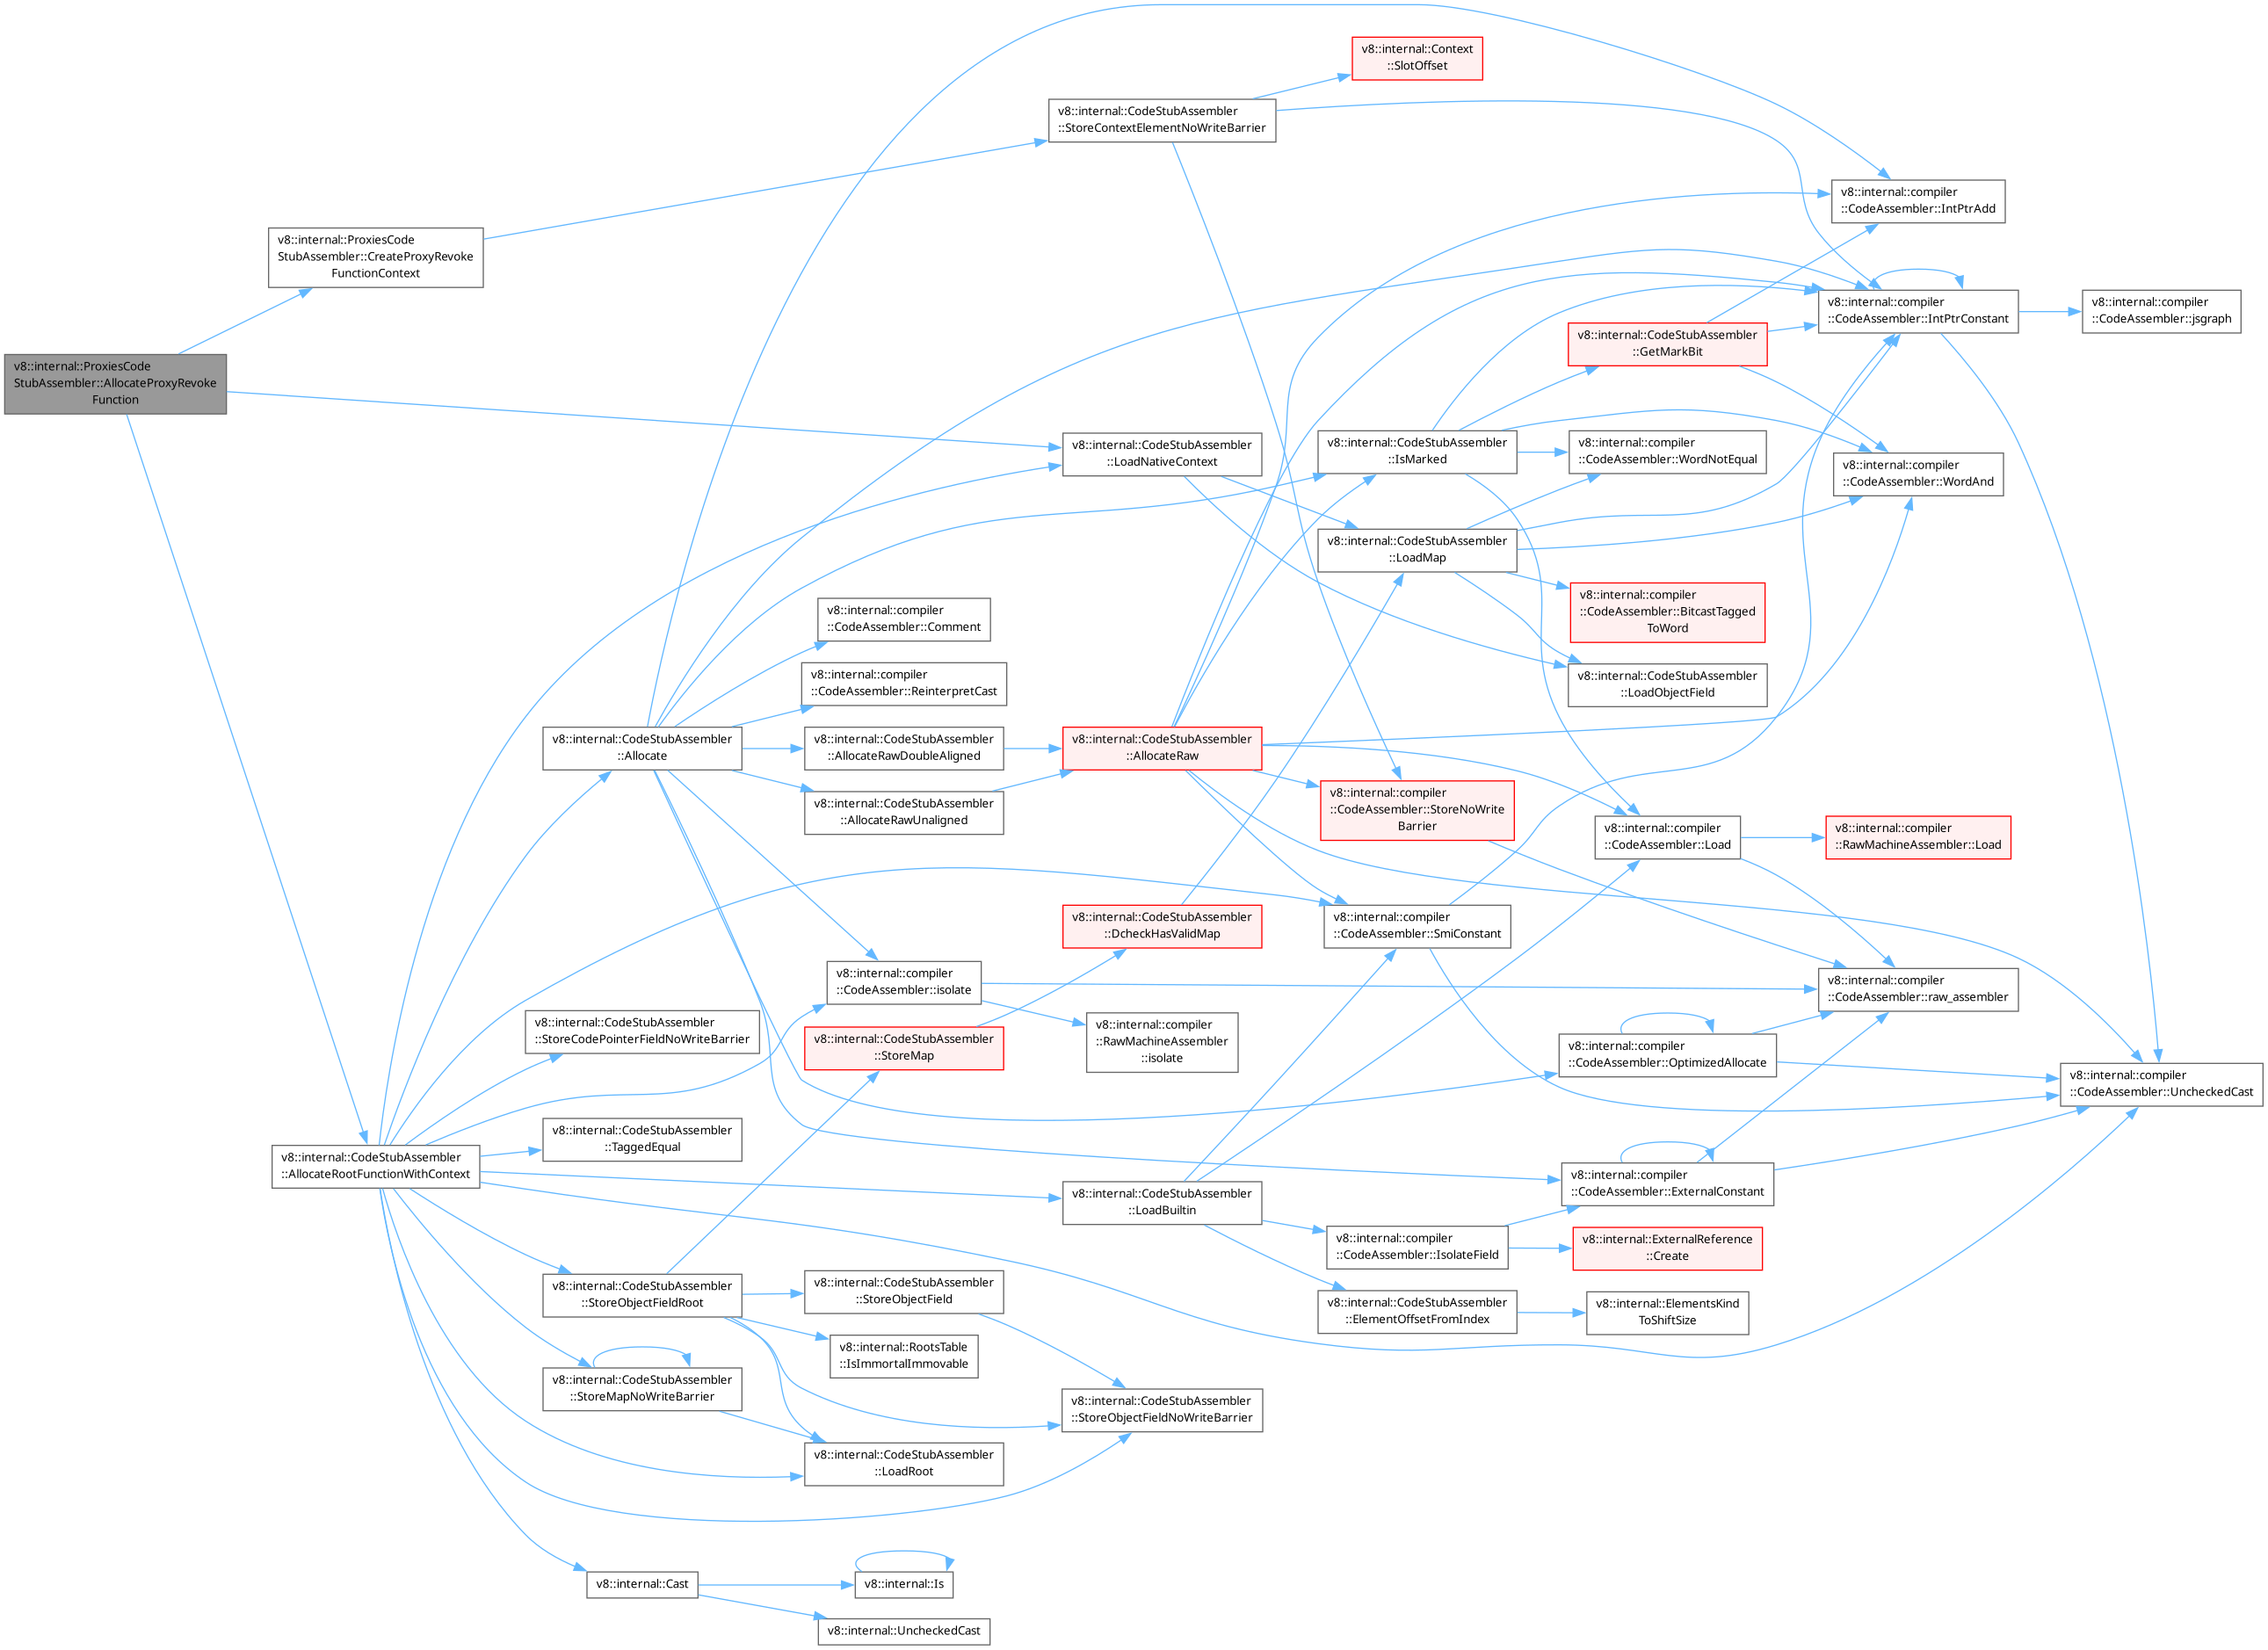 v8::internal::ProxiesCode
StubAssembler::AllocateProxyRevoke
Function
v8::internal::ProxiesCode
StubAssembler::CreateProxyRevoke
FunctionContext
v8::internal::CodeStubAssembler
::AllocateRootFunctionWithContext
v8::internal::CodeStubAssembler
::Allocate
v8::internal::CodeStubAssembler
::StoreCodePointerFieldNoWriteBarrier
v8::internal::CodeStubAssembler
::TaggedEqual
v8::internal::CodeStubAssembler
::StoreObjectFieldRoot
v8::internal::CodeStubAssembler
::StoreMapNoWriteBarrier
v8::internal::Cast
v8::internal::compiler
::CodeAssembler::Comment
v8::internal::compiler
::CodeAssembler::ReinterpretCast
v8::internal::CodeStubAssembler
::AllocateRawDoubleAligned
v8::internal::CodeStubAssembler
::AllocateRawUnaligned
v8::internal::compiler
::CodeAssembler::isolate
v8::internal::CodeStubAssembler
::StoreMap
v8::internal::CodeStubAssembler
::StoreObjectField
v8::internal::RootsTable
::IsImmortalImmovable
v8::internal::CodeStubAssembler
::LoadRoot
v8::internal::Is
v8::internal::UncheckedCast
v8::internal::CodeStubAssembler
::StoreContextElementNoWriteBarrier
v8::internal::CodeStubAssembler
::LoadNativeContext
v8::internal::CodeStubAssembler
::AllocateRaw
v8::internal::CodeStubAssembler
::DcheckHasValidMap
v8::internal::compiler
::RawMachineAssembler
::isolate
v8::internal::CodeStubAssembler
::LoadBuiltin
v8::internal::CodeStubAssembler
::StoreObjectFieldNoWriteBarrier
v8::internal::Context
::SlotOffset
v8::internal::CodeStubAssembler
::IsMarked
v8::internal::CodeStubAssembler
::LoadMap
v8::internal::compiler
::CodeAssembler::StoreNoWrite
Barrier
v8::internal::compiler
::CodeAssembler::SmiConstant
v8::internal::compiler
::CodeAssembler::IsolateField
v8::internal::CodeStubAssembler
::ElementOffsetFromIndex
v8::internal::CodeStubAssembler
::GetMarkBit
v8::internal::compiler
::CodeAssembler::WordNotEqual
v8::internal::compiler
::CodeAssembler::BitcastTagged
ToWord
v8::internal::CodeStubAssembler
::LoadObjectField
v8::internal::compiler
::CodeAssembler::Load
v8::internal::compiler
::CodeAssembler::OptimizedAllocate
v8::internal::compiler
::CodeAssembler::ExternalConstant
v8::internal::ExternalReference
::Create
v8::internal::ElementsKind
ToShiftSize
v8::internal::compiler
::CodeAssembler::IntPtrAdd
v8::internal::compiler
::CodeAssembler::IntPtrConstant
v8::internal::compiler
::CodeAssembler::WordAnd
v8::internal::compiler
::RawMachineAssembler::Load
v8::internal::compiler
::CodeAssembler::raw_assembler
v8::internal::compiler
::CodeAssembler::jsgraph
v8::internal::compiler
::CodeAssembler::UncheckedCast